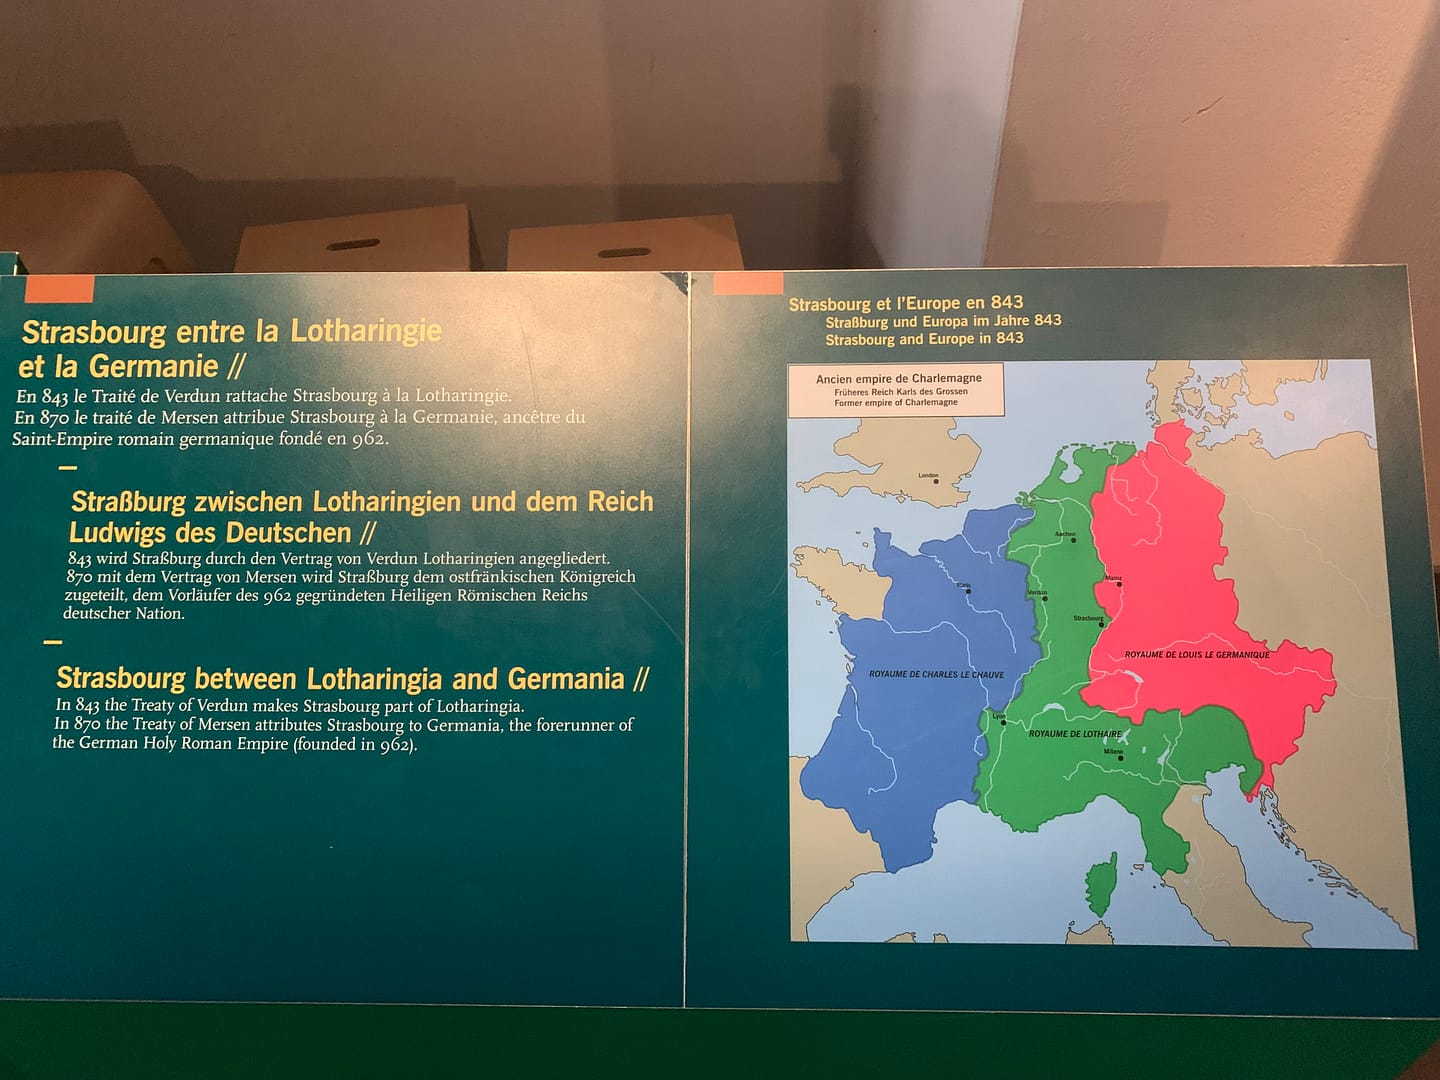 Strasbourg entre la Lotharingie
et la Germanie //
En 843 le Traité de Verdun rattache Strasbourg à la Lotharingie.
En 870 le traité de Mersen attribue Strasbourg à la Germanie, ancêtre du
Saint-Empire romain germanique fondé en 962.
Straßburg zwischen Lotharingien und dem Reich
Ludwigs des Deutschen //
843 wird Straßburg durch den Vertrag von Verdun Lotharingien angegliedert.
870 mit dem Vertrag von Mersen wird Straßburg dem ostfränkischen Königreich
zugeteilt, dem Vorläufer des 962 gegründeten Heiligen Römischen Reichs
deutscher Nation.
Strasbourg between Lotharingia and Germania //
In 843 the Treaty of Verdun makes Strasbourg part of Lotharingia.
In 870 the Treaty of Mersen attributes Strasbourg to Germania, the forerunner of
the German Holy Roman Empire (founded in 962).
Strasbourg et l'Europe en 843
Straßburg und Europa im Jahre 843
Strasbourg and Europe in 843
Ancien empire de Charlemagne
Früheres Reich Karls des Grossen
Former empire of Charlemagne
London
Aachen
Paris
Mainz
Verdun
Strasbourg
ROYAUME DE LOUIS LE GERMANIQUE
ROYAUME DE CHARLES LE CHAUVE
Lyon
ROYAUME DE LOTHAIRE
Milano